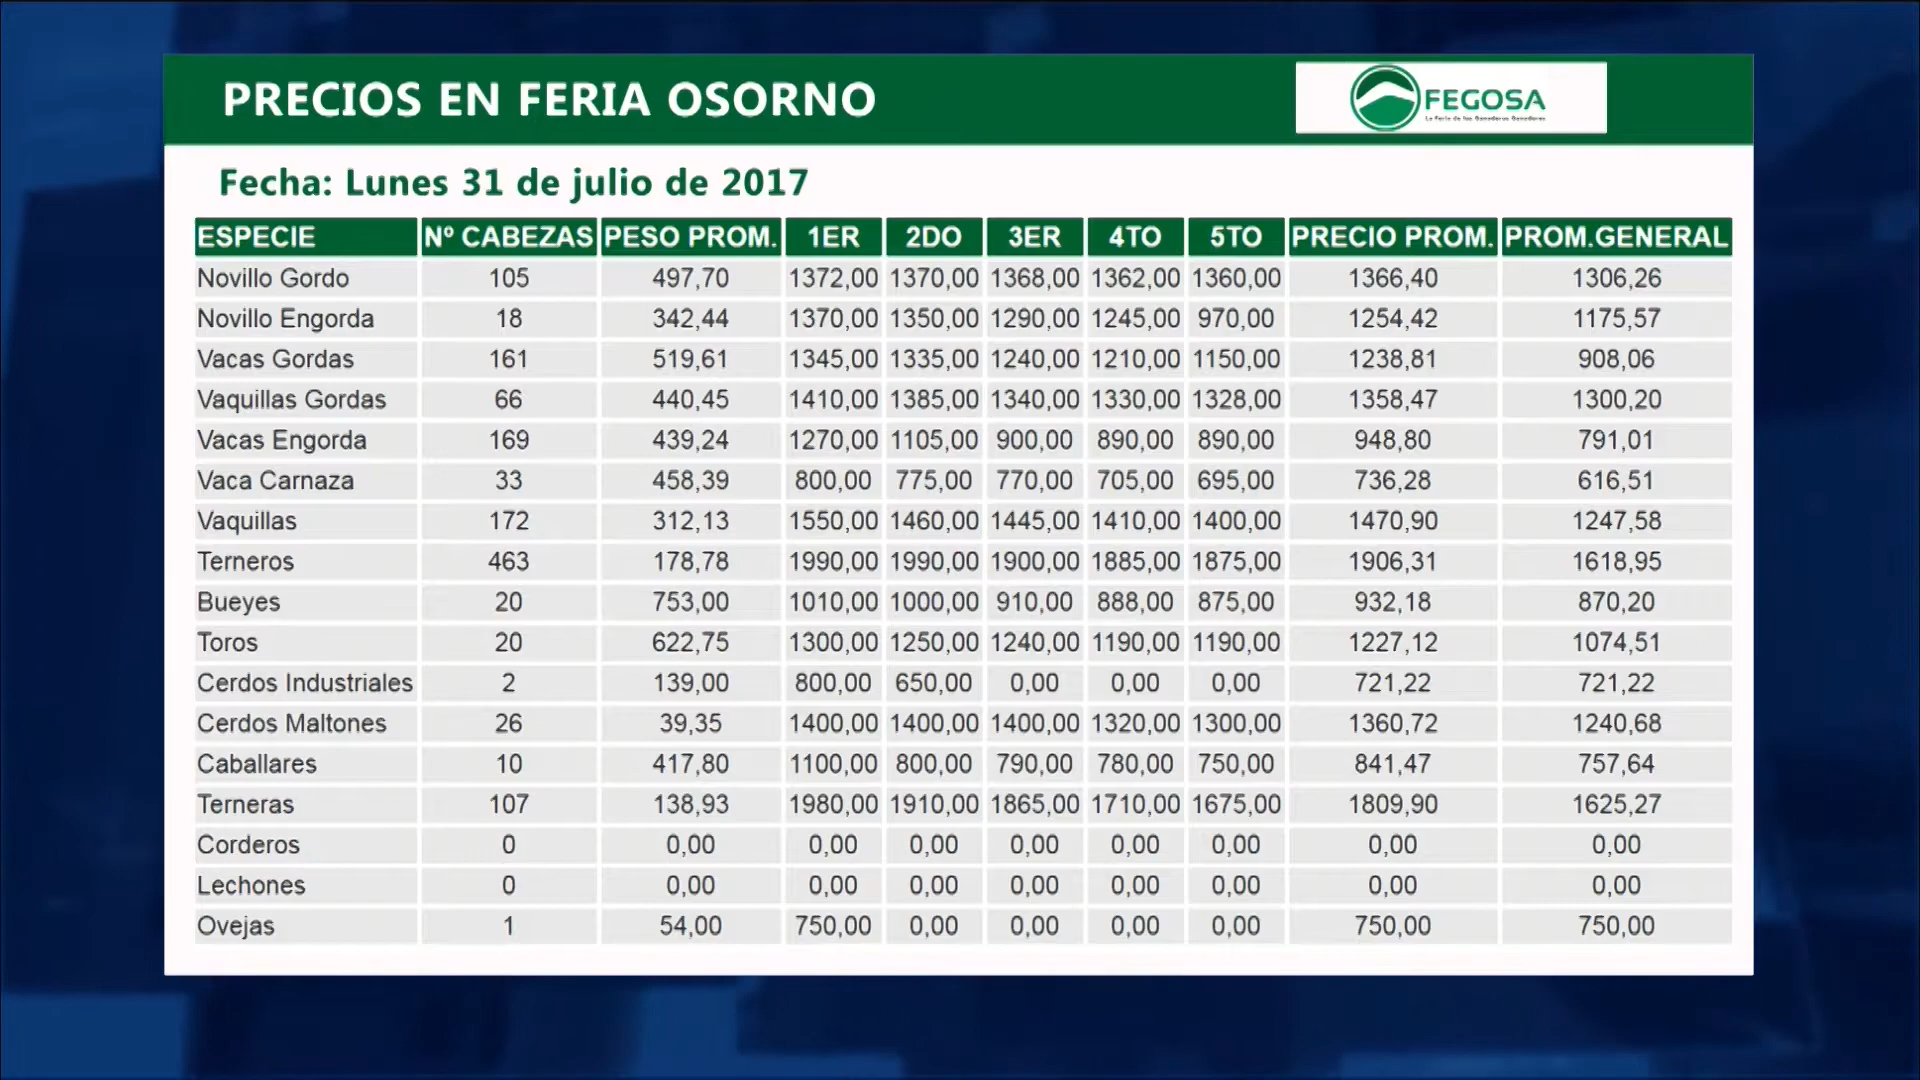 PRECIOS EN FERIA OSORNO
FEGOSA
La Feria de los Ganaderos Ganadores
Fecha: Lunes 31 de julio de 2017
ESPECIE Nº CABEZAS PESO PROM. 1ER 2DO 3ER 4TO 5TO PRECIO PROM. PROM.GENERAL
Novillo Gordo 105 497,70 1372,00 1370,00 1368,00 1362,00 1360,00 1366,40 1306,26
Novillo Engorda 18 342,44 1370,00 1350,00 1290,00 1245,00 970,00 1254,42 1175,57
Vacas Gordas 161 519,61 1345,00 1335,00 1240,00 1210,00 1150,00 1238,81 908,06
Vaquillas Gordas 66 440,45 1410,00 1385,00 1340,00 1330,00 1328,00 1358,47 1300,20
Vacas Engorda 169 439,24 1270,00 1105,00 900,00 890,00 890,00 948,80 791,01
Vaca Carnaza 33 458,39 800,00 775,00 770,00 705,00 695,00 736,28 616,51
Vaquillas 172 312,13 1550,00 1460,00 1445,00 1410,00 1400,00 1470,90 1247,58
Terneros 463 178,78 1990,00 1990,00 1900,00 1885,00 1875,00 1906,31 1618,95
Bueyes 20 753,00 1010,00 1000,00 910,00 888,00 875,00 932,18 870,20
Toros 20 622,75 1300,00 1250,00 1240,00 1190,00 1190,00 1227,12 1074,51
Cerdos Industriales 2 139,00 800,00 650,00 0,00 0,00 0,00 721,22 721,22
Cerdos Maltones 26 39,35 1400,00 1400,00 1400,00 1320,00 1300,00 1360,72 1240,68
Caballares 10 417,80 1100,00 800,00 790,00 780,00 750,00 841,47 757,64
Terneras 107 138,93 1980,00 1910,00 1865,00 1710,00 1675,00 1809,90 1625,27
Corderos 0 0,00 0,00 0,00 0,00 0,00 0,00 0,00 0,00
Lechones 0 0,00 0,00 0,00 0,00 0,00 0,00 0,00 0,00
Ovejas 1 54,00 750,00 0,00 0,00 0,00 0,00 750,00 750,00